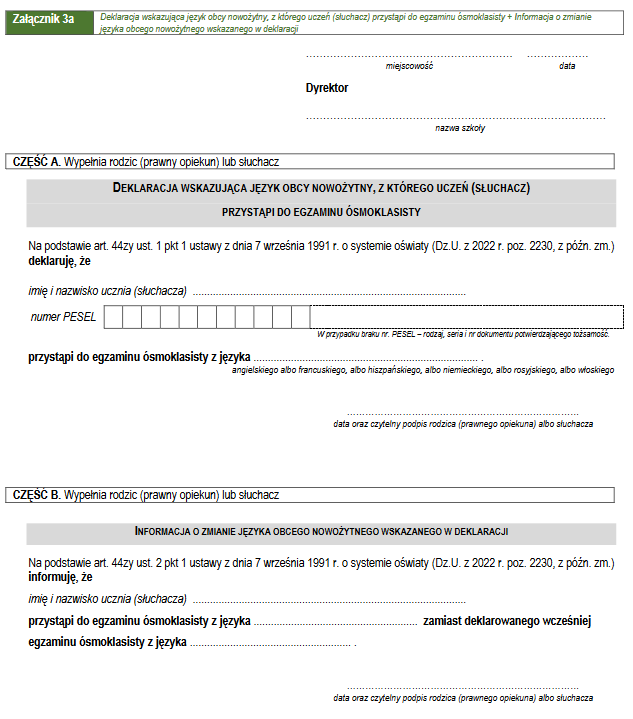 Załącznik 3a
Deklaracja wskazująca język obcy nowożytny, z którego uczeń (słuchacz) przystąpi do egzaminu ósmoklasisty + Informacja o zmianie
języka obcego nowożytnego wskazanego w deklaracji
miejscowość data
Dyrektor
nazwa szkoły
CZĘŚĆ A. Wypełnia rodzic (prawny opiekun) lub słuchacz
DEKLARACJA WSKAZUJĄCA JĘZYK OBCY NOWOŻYTNY, Z KTÓREGO UCZEŃ (SŁUCHACZ)
PRZYSTĄPI DO EGZAMINU ÓSMOKLASISTY
Na podstawie art. 44zy ust. 1 pkt 1 ustawy z dnia 7 września 1991 r. o systemie oświaty (Dz.U. z 2022 r. poz. 2230, z późn. zm.)
deklaruję, że
imię i nazwisko ucznia (słuchacza) ..........................................................................................
numer PESEL
W przypadku braku nr. PESEL – rodzaj, seria i nr dokumentu potwierdzającego tożsamość.
przystąpi do egzaminu ósmoklasisty z języka .......................................................................... .
angielskiego albo francuskiego, albo hiszpańskiego, albo niemieckiego, albo rosyjskiego, albo włoskiego
data oraz czytelny podpis rodzica (prawnego opiekuna) albo słuchacza
CZĘŚĆ B. Wypełnia rodzic (prawny opiekun) lub słuchacz
INFORMACJA O ZMIANIE JĘZYKA OBCEGO NOWOŻYTNEGO WSKAZANEGO W DEKLARACJI
Na podstawie art. 44zy ust. 2 pkt 1 ustawy z dnia 7 września 1991 r. o systemie oświaty (Dz.U. z 2022 r. poz. 2230, z późn. zm.)
informuję, że
imię i nazwisko ucznia (słuchacza) ..........................................................................................
przystąpi do egzaminu ósmoklasisty z języka ...................................................... zamiast deklarowanego wcześniej
egzaminu ósmoklasisty z języka ..................................................... .
data oraz czytelny podpis rodzica (prawnego opiekuna) albo słuchacza